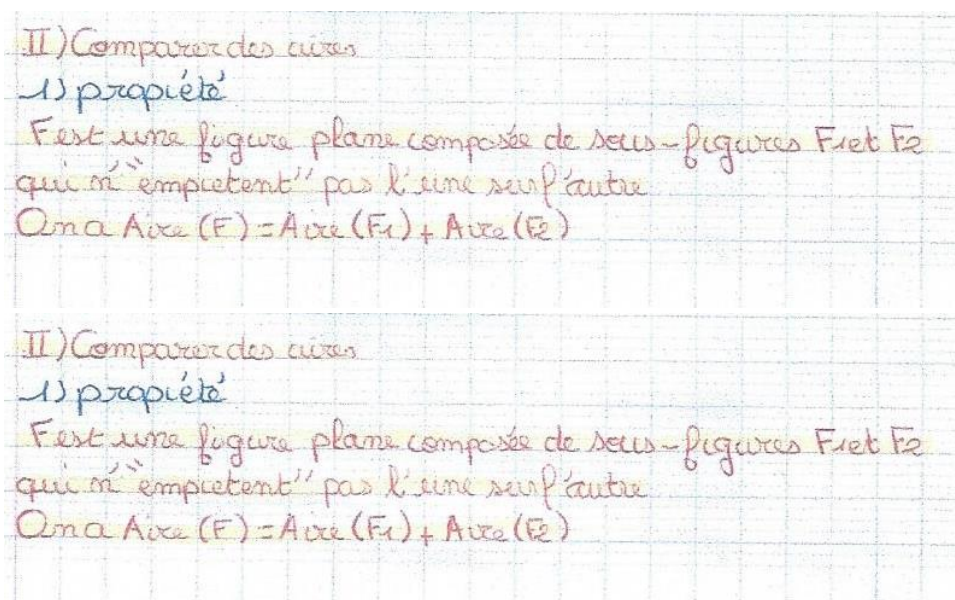 II) Comparer des aires
1) propiété
F est une figure plane composée de sous-figures F1 et F2
qui n'"empietent" pas l'une sur l'autre
On a Aire (F) = Aire (F1) + Aire (F2)
II) Comparer des aires
1) propiété
F est une figure plane composée de sous-figures F1 et F2
qui n'"empietent" pas l'une sur l'autre
On a Aire (F) = Aire (F1) + Aire (F2)